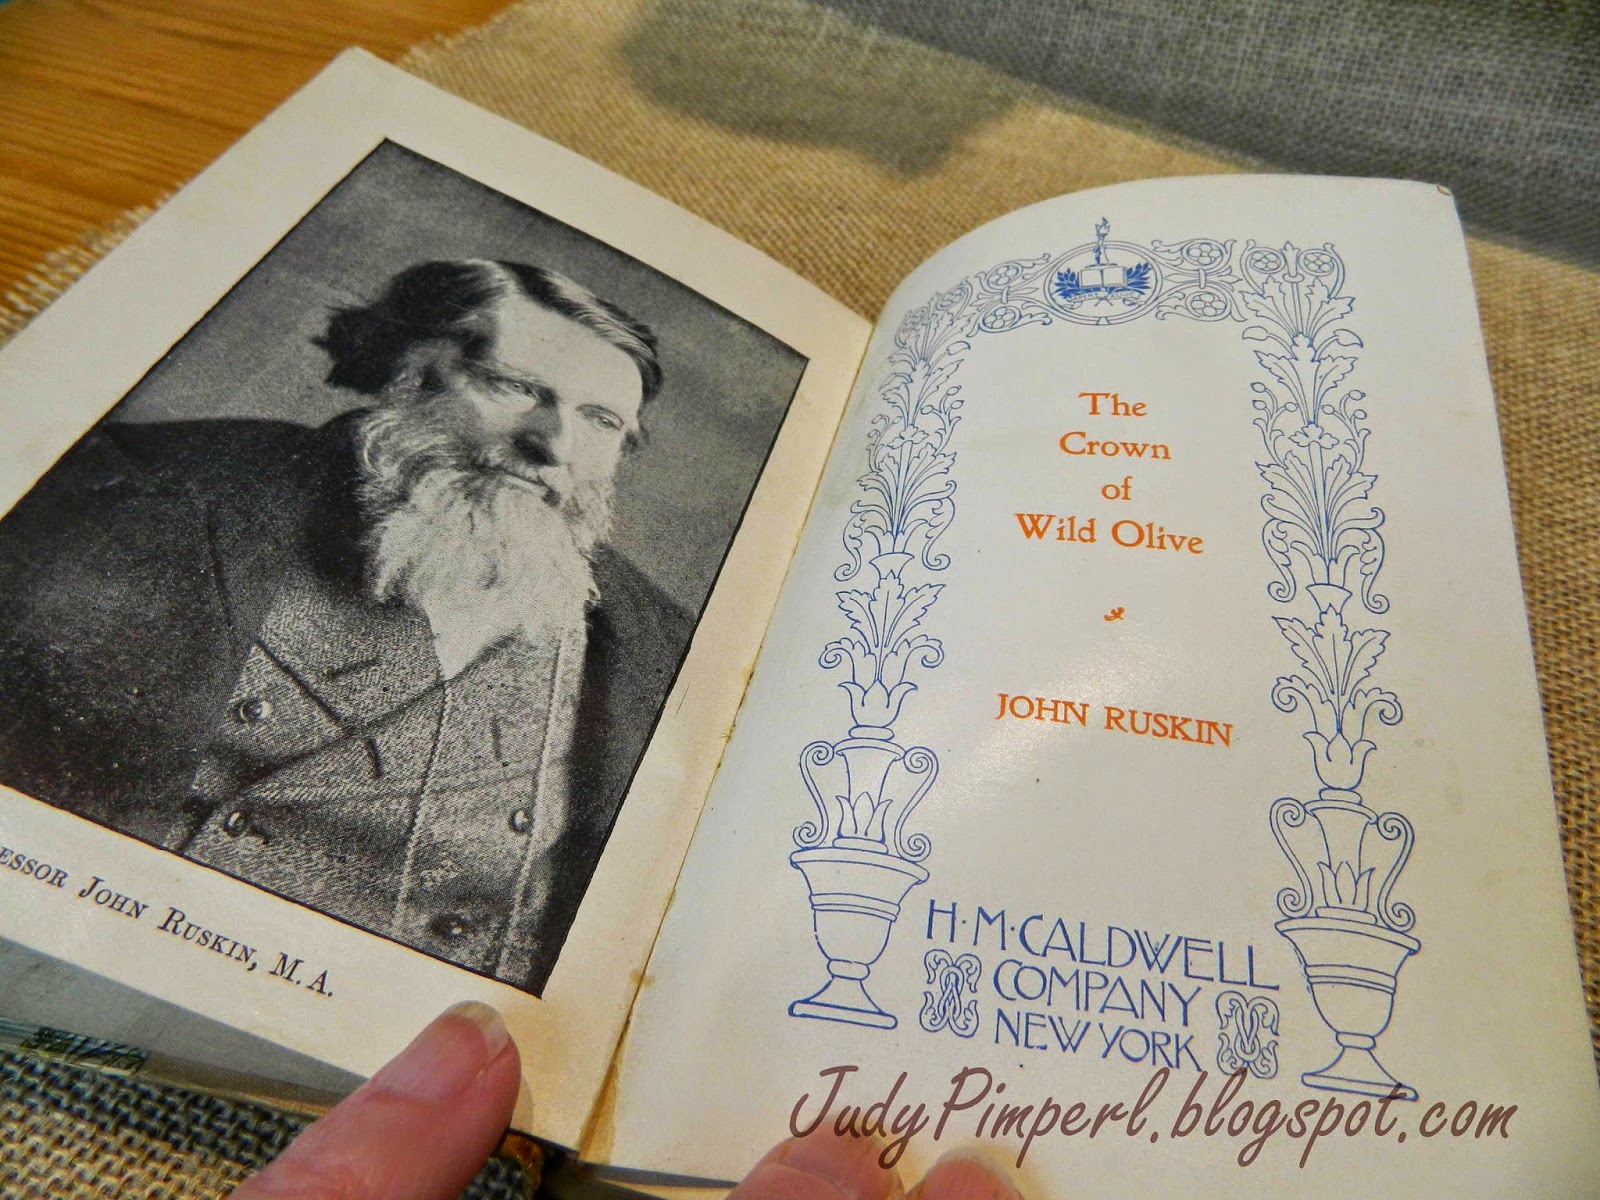 ESSOR JOHN RUSKIN, M.A.
The
Crown
of
Wild Olive
JOHN RUSKIN
H·M·CALDWELL
COMPANY
NEW YORK
JudyPimperl.blogspot.com